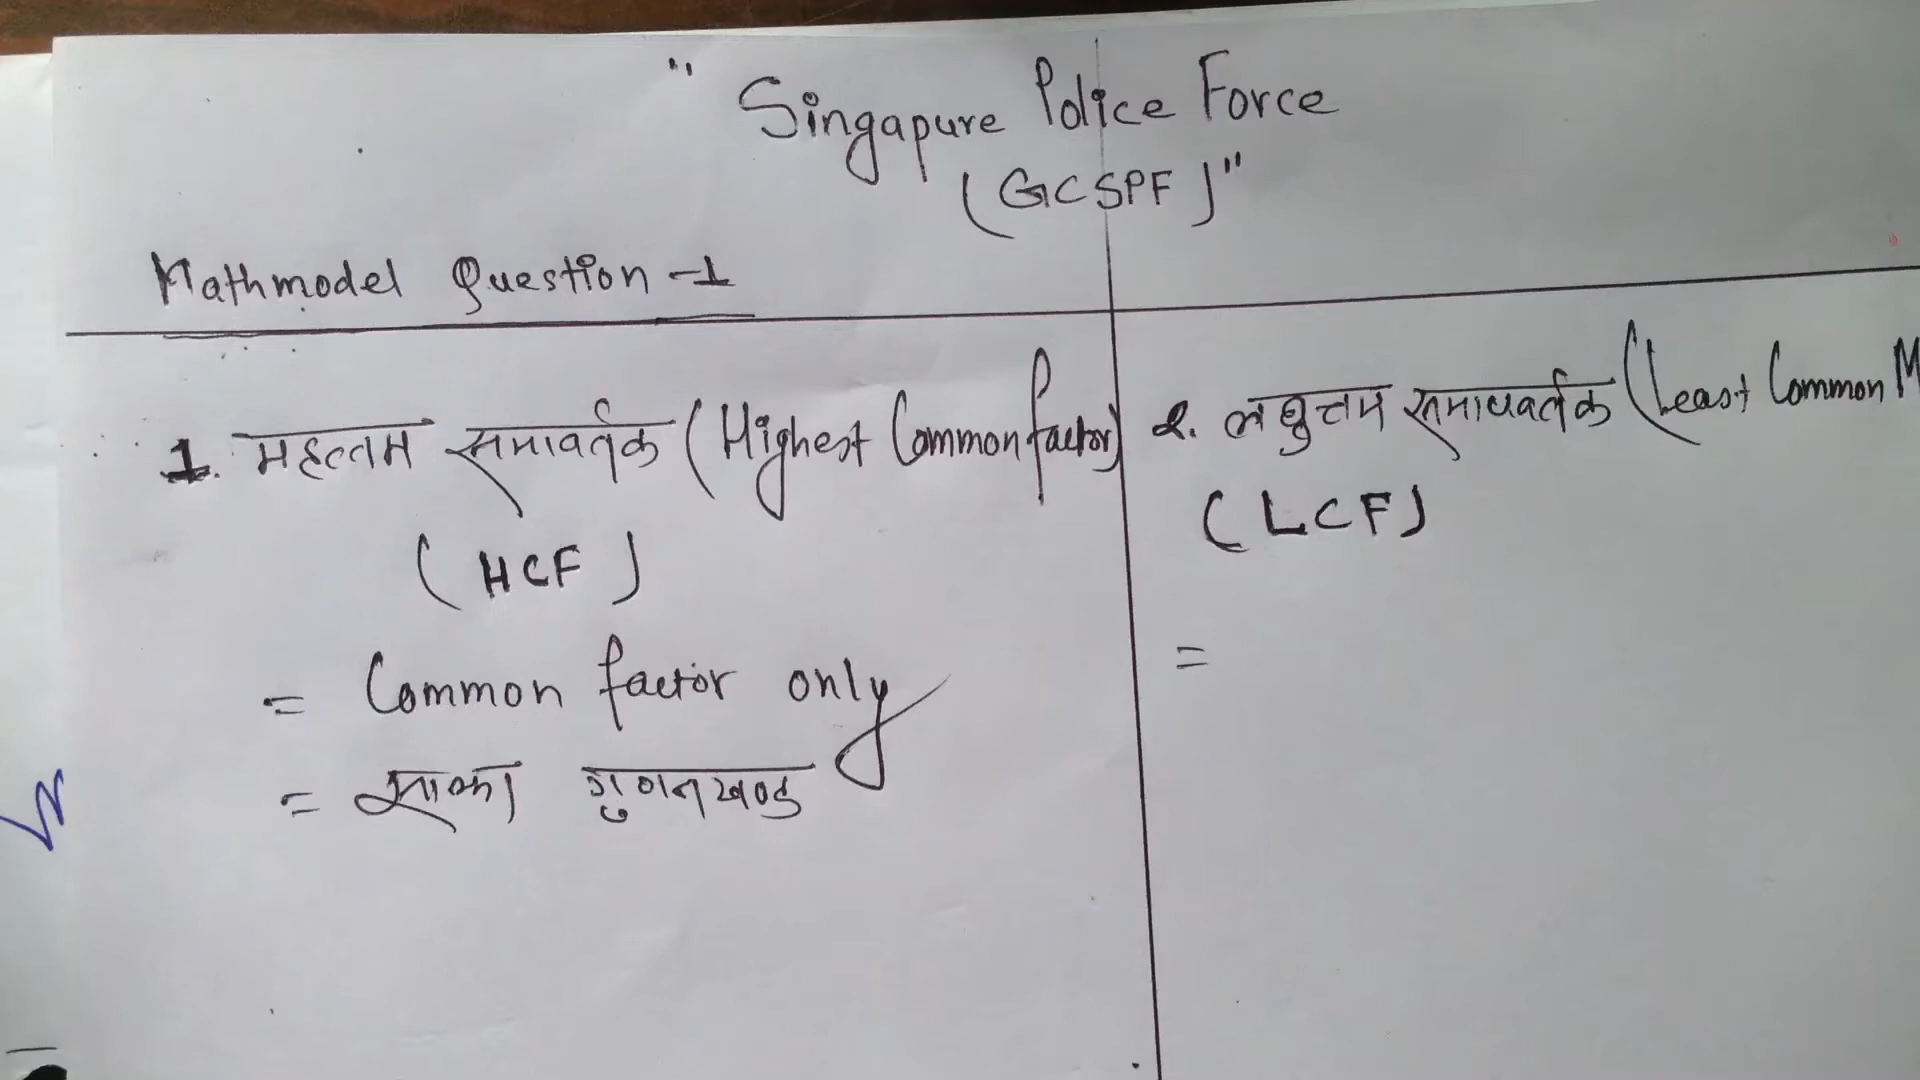 " Singapure Police Force
(GCSPF)"
Mathmodel Question -1
1. महत्तम समावर्तक (Highest Common factor)
(HCF)
= Common factor only
= साझा गुणनखण्ड
2. लघुत्तम समापवर्तक (Least Common M
(LCF)
=